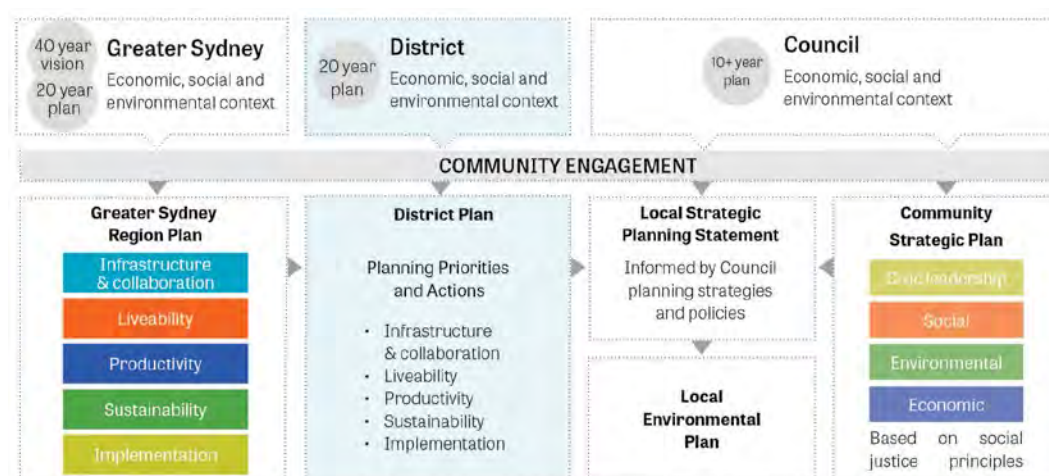 40 year
vision
20 year
plan
Greater Sydney
Economic, social and
environmental context
20 year
plan
District
Economic, social and
environmental context
10+ year
plan
Council
Economic, social and
environmental context
COMMUNITY ENGAGEMENT
Greater Sydney
Region Plan
Infrastructure
& collaboration
Liveability
Productivity
Sustainability
Implementation
District Plan
Planning Priorities
and Actions
• Infrastructure
& collaboration
• Liveability
• Productivity
• Sustainability
• Implementation
Local Strategic
Planning Statement
Informed by Council
planning strategies
and policies
Local
Environmental
Plan
Community
Strategic Plan
Civic leadership
Social
Environmental
Economic
Based on social
justice principles